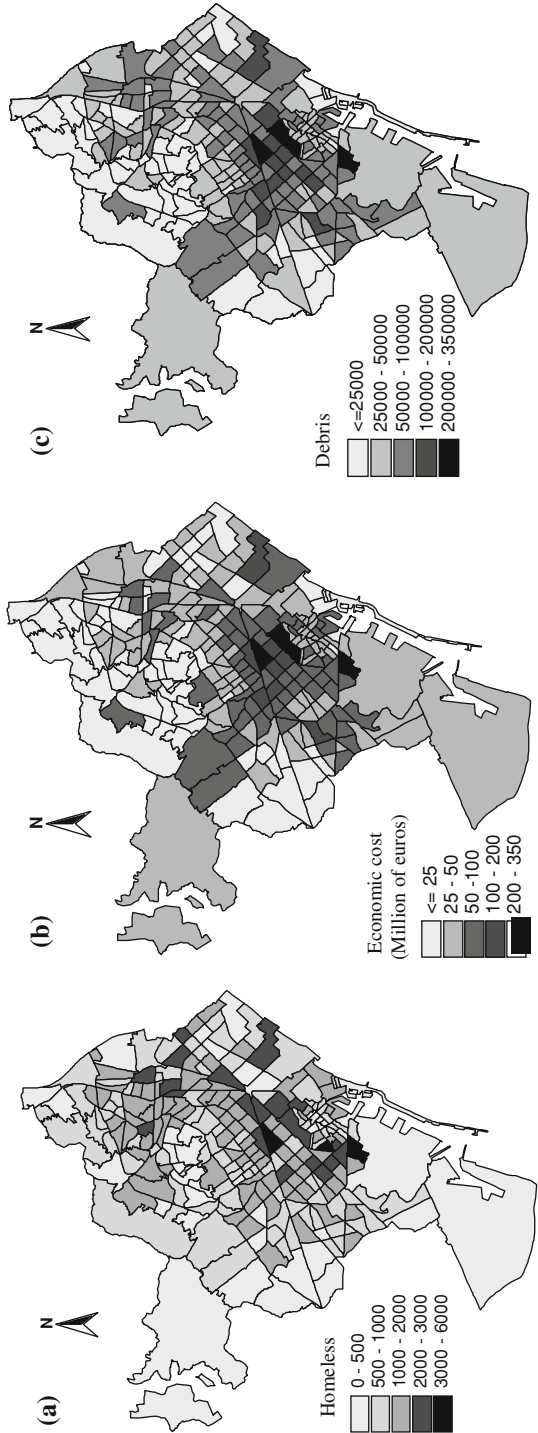 (a)
N
Homeless
0 - 500
500 - 1000
1000 - 2000
2000 - 3000
3000 - 6000
(b)
N
Economic cost
(Million of euros)
<= 25
25 - 50
50 -100
100 - 200
200 - 350
(c)
N
Debris
<=25000
25000 - 50000
50000 - 100000
100000 - 200000
200000 - 350000